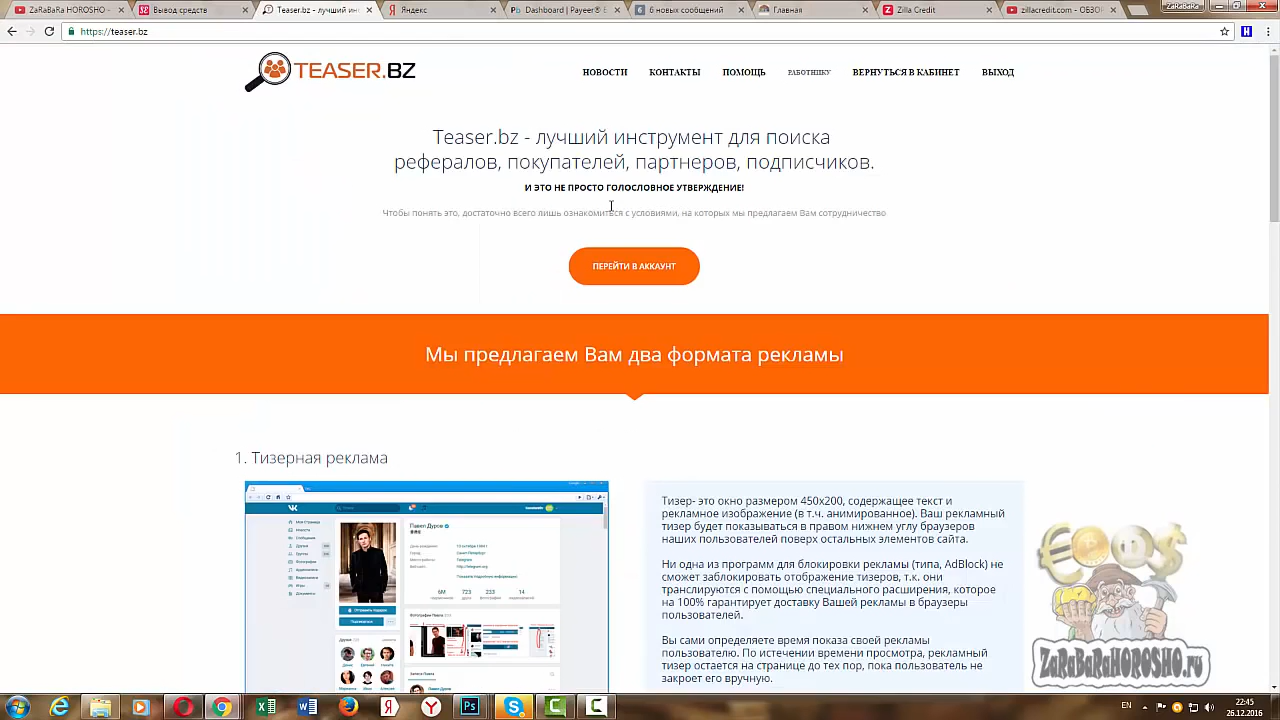 ZaRaBaRa HOROSHO -
Вывод средств
Teaser.bz - лучший ин
Яндекс
Dashboard | Payeer® E
6 новых сообщений
Главная
Zilla Credit
zillacredit.com - ОБЗОР
ZaRaBaRa
https://teaser.bz
TEASER.BZ
НОВОСТИ КОНТАКТЫ ПОМОЩЬ РАБОТНИКУ ВЕРНУТЬСЯ В КАБИНЕТ ВЫХОД
Teaser.bz - лучший инструмент для поиска
рефералов, покупателей, партнеров, подписчиков.
И ЭТО НЕ ПРОСТО ГОЛОСЛОВНОЕ УТВЕРЖДЕНИЕ!
Чтобы понять это, достаточно всего лишь ознакомиться с условиями, на которых мы предлагаем Вам сотрудничество
ПЕРЕЙТИ В АККАУНТ
Мы предлагаем Вам два формата рекламы
1. Тизерная реклама
Павел Дуров
Тизер- это окно размером 450x200, содержащее текст и
рекламное изображение (в т.ч. анимированное). Ваш рекламный
тизер будет показываться в правом нижнем углу браузеров
наших пользователей поверх остальных элементов сайта.
Ни одна из программ для блокировки рекламы типа, AdBlock, не
сможет заблокировать отображение тизеров т.к. они
транслируются с помощью специального расширения, которое
на 100% гарантирует доставку Вашей рекламы в браузеры
пользователей.
Вы сами определяете время показа своей рекламы
пользователю. По истечении времени просмотра рекламный
тизер остается на странице до тех пор, пока пользователь не
закроет его вручную.
ZaRaBaRaHOROSHO.ru
EN
22:45
26.12.2016